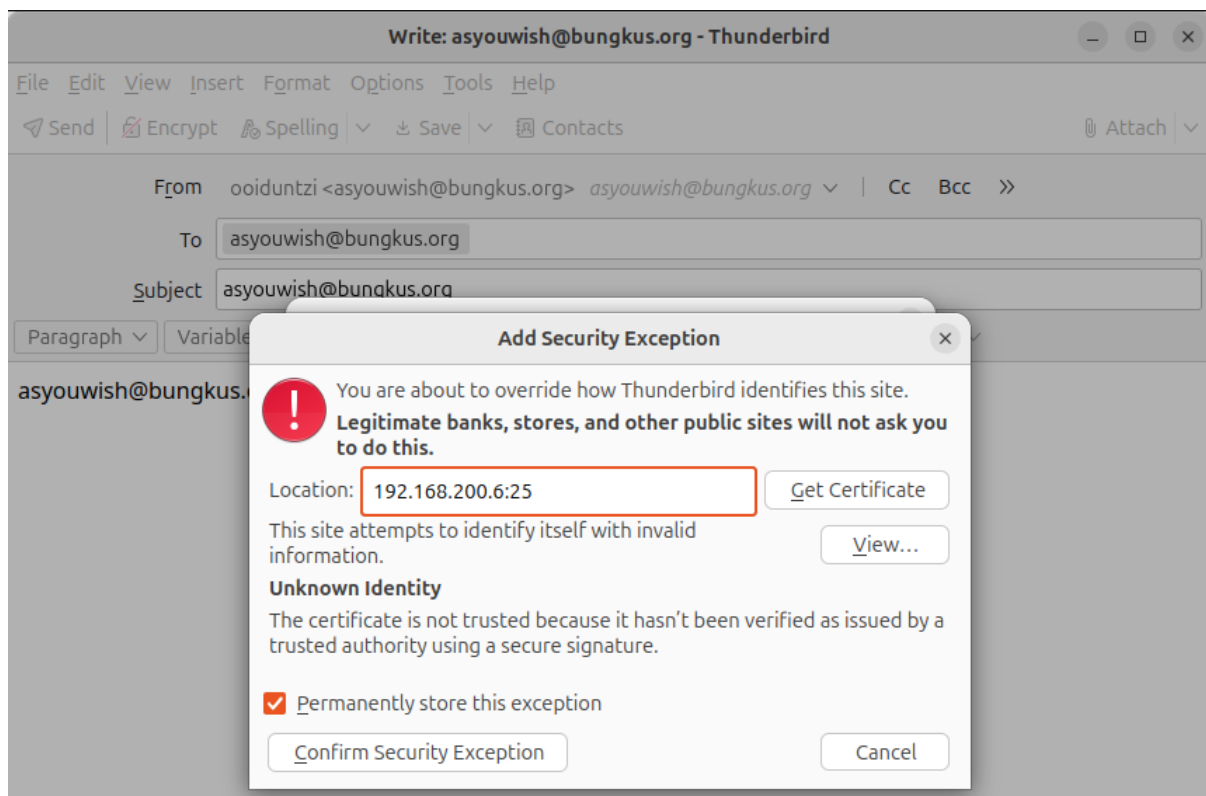 Write: asyouwish@bungkus.org - Thunderbird
File Edit View Insert Format Options Tools Help
Send Encrypt Spelling Save Contacts Attach
From ooiduntzi <asyouwish@bungkus.org> asyouwish@bungkus.org Cc Bcc
To asyouwish@bungkus.org
Subject asyouwish@bungkus.org
Paragraph Variable
asyouwish@bungkus.
Add Security Exception
You are about to override how Thunderbird identifies this site.
Legitimate banks, stores, and other public sites will not ask you
to do this.
Location: 192.168.200.6:25 Get Certificate
This site attempts to identify itself with invalid
information.
View...
Unknown Identity
The certificate is not trusted because it hasn't been verified as issued by a
trusted authority using a secure signature.
Permanently store this exception
Confirm Security Exception Cancel